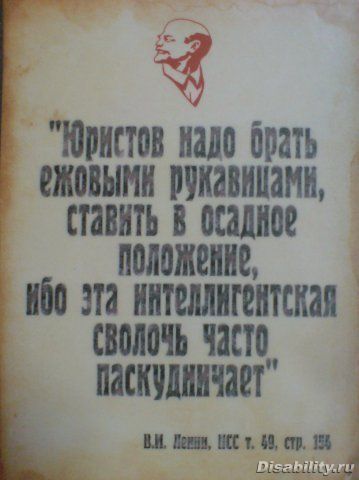 "Юристов надо брать
ежовыми рукавицами,
ставить в осадное
положение,
ибо эта интеллигентская
сволочь часто
паскудничает"
В.И. Ленин, ПСС т. 49, стр. 154
Disability.ru